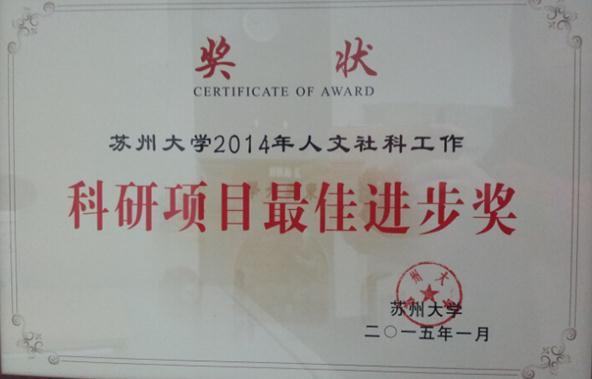 奖状
CERTIFICATE OF AWARD
苏州大学2014年人文社科工作
科研项目最佳进步奖
苏州大学
二〇一五年一月